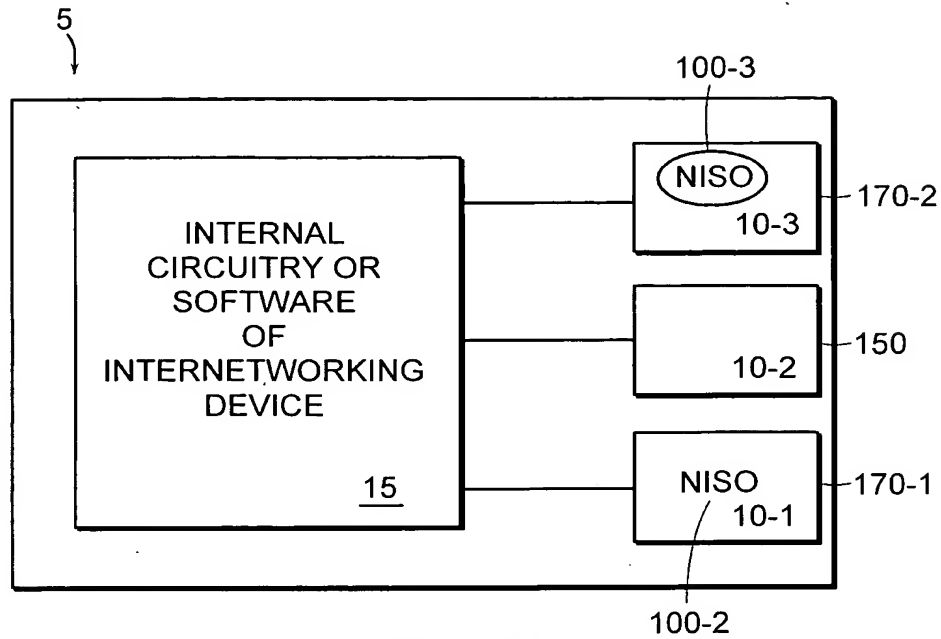 5
100-3
NISO
10-3
170-2
INTERNAL
CIRCUITRY OR
SOFTWARE
OF
INTERNETWORKING
DEVICE
15
10-2
150
NISO
10-1
170-1
100-2